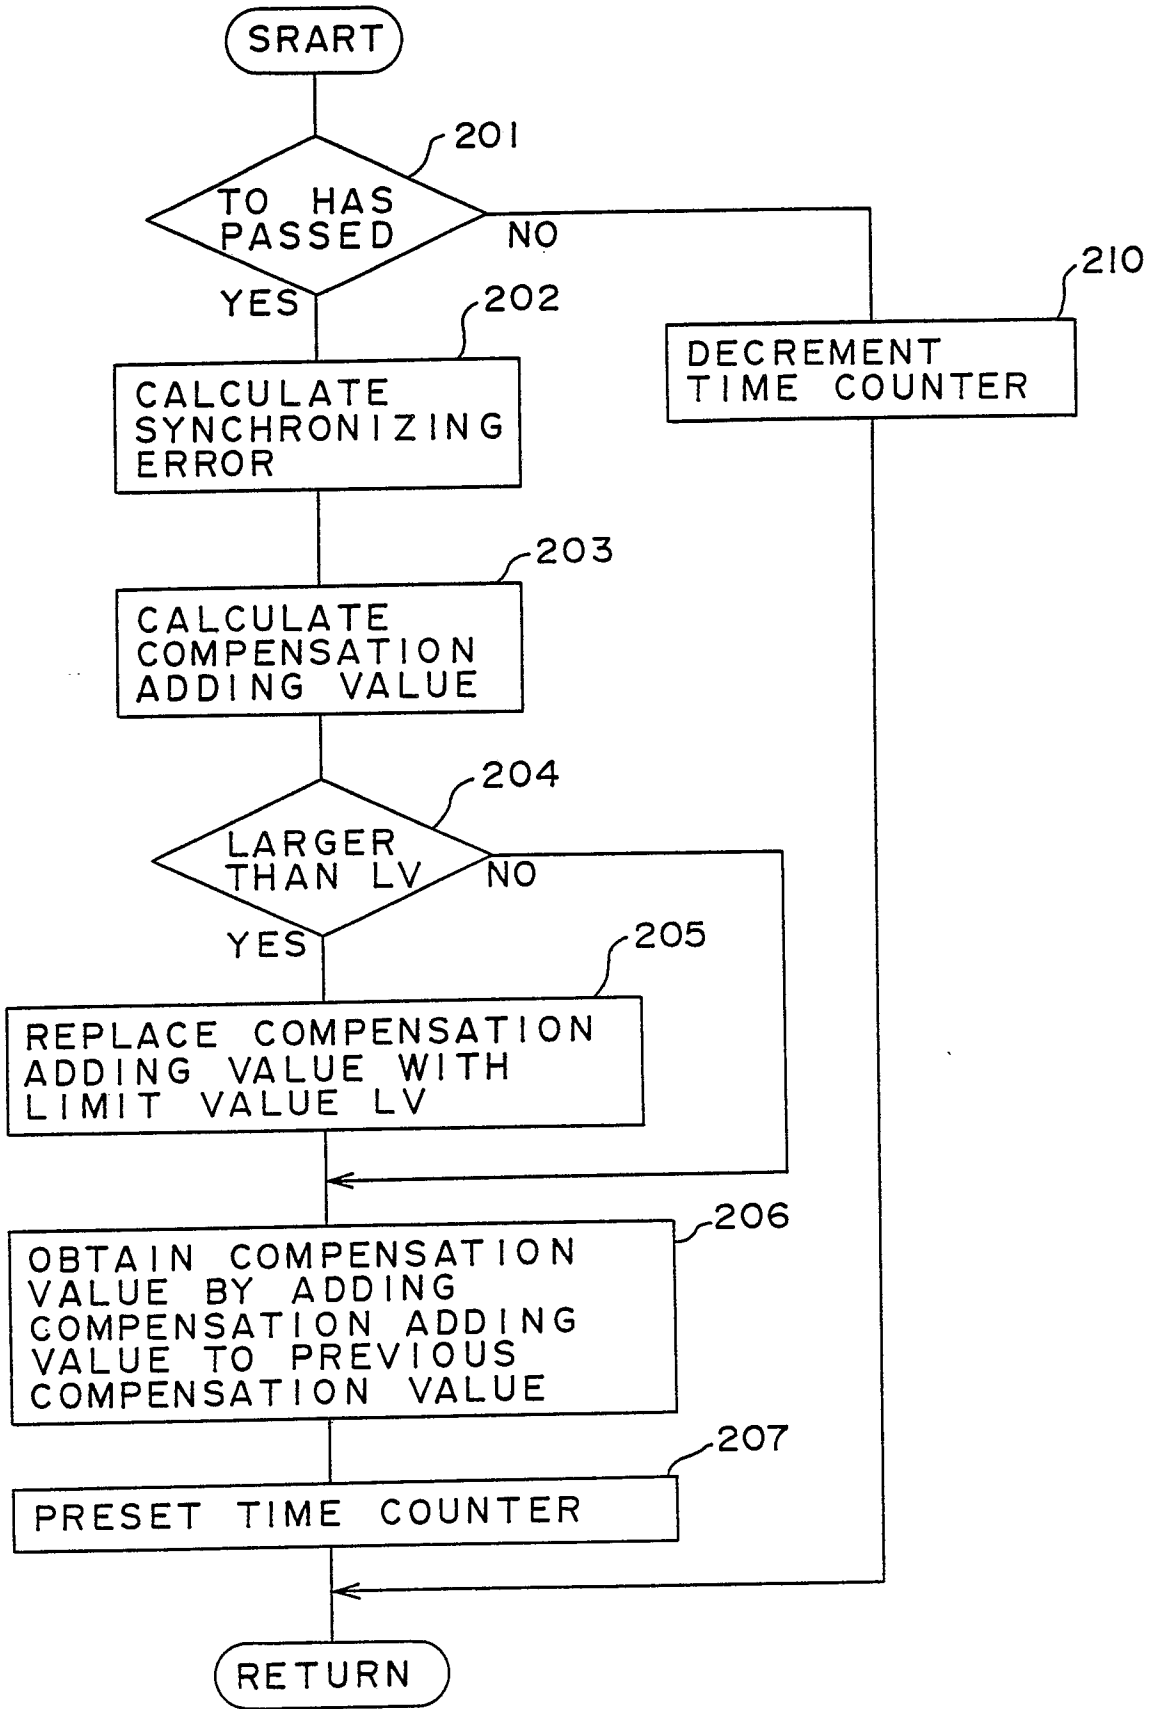 SRART
201
TO HAS
PASSED
NO
YES
202
210
DECREMENT
TIME COUNTER
CALCULATE
SYNCHRONIZING
ERROR
203
CALCULATE
COMPENSATION
ADDING VALUE
204
LARGER
THAN LV
NO
YES
205
REPLACE COMPENSATION
ADDING VALUE WITH
LIMIT VALUE LV
206
OBTAIN COMPENSATION
VALUE BY ADDING
COMPENSATION ADDING
VALUE TO PREVIOUS
COMPENSATION VALUE
207
PRESET TIME COUNTER
RETURN